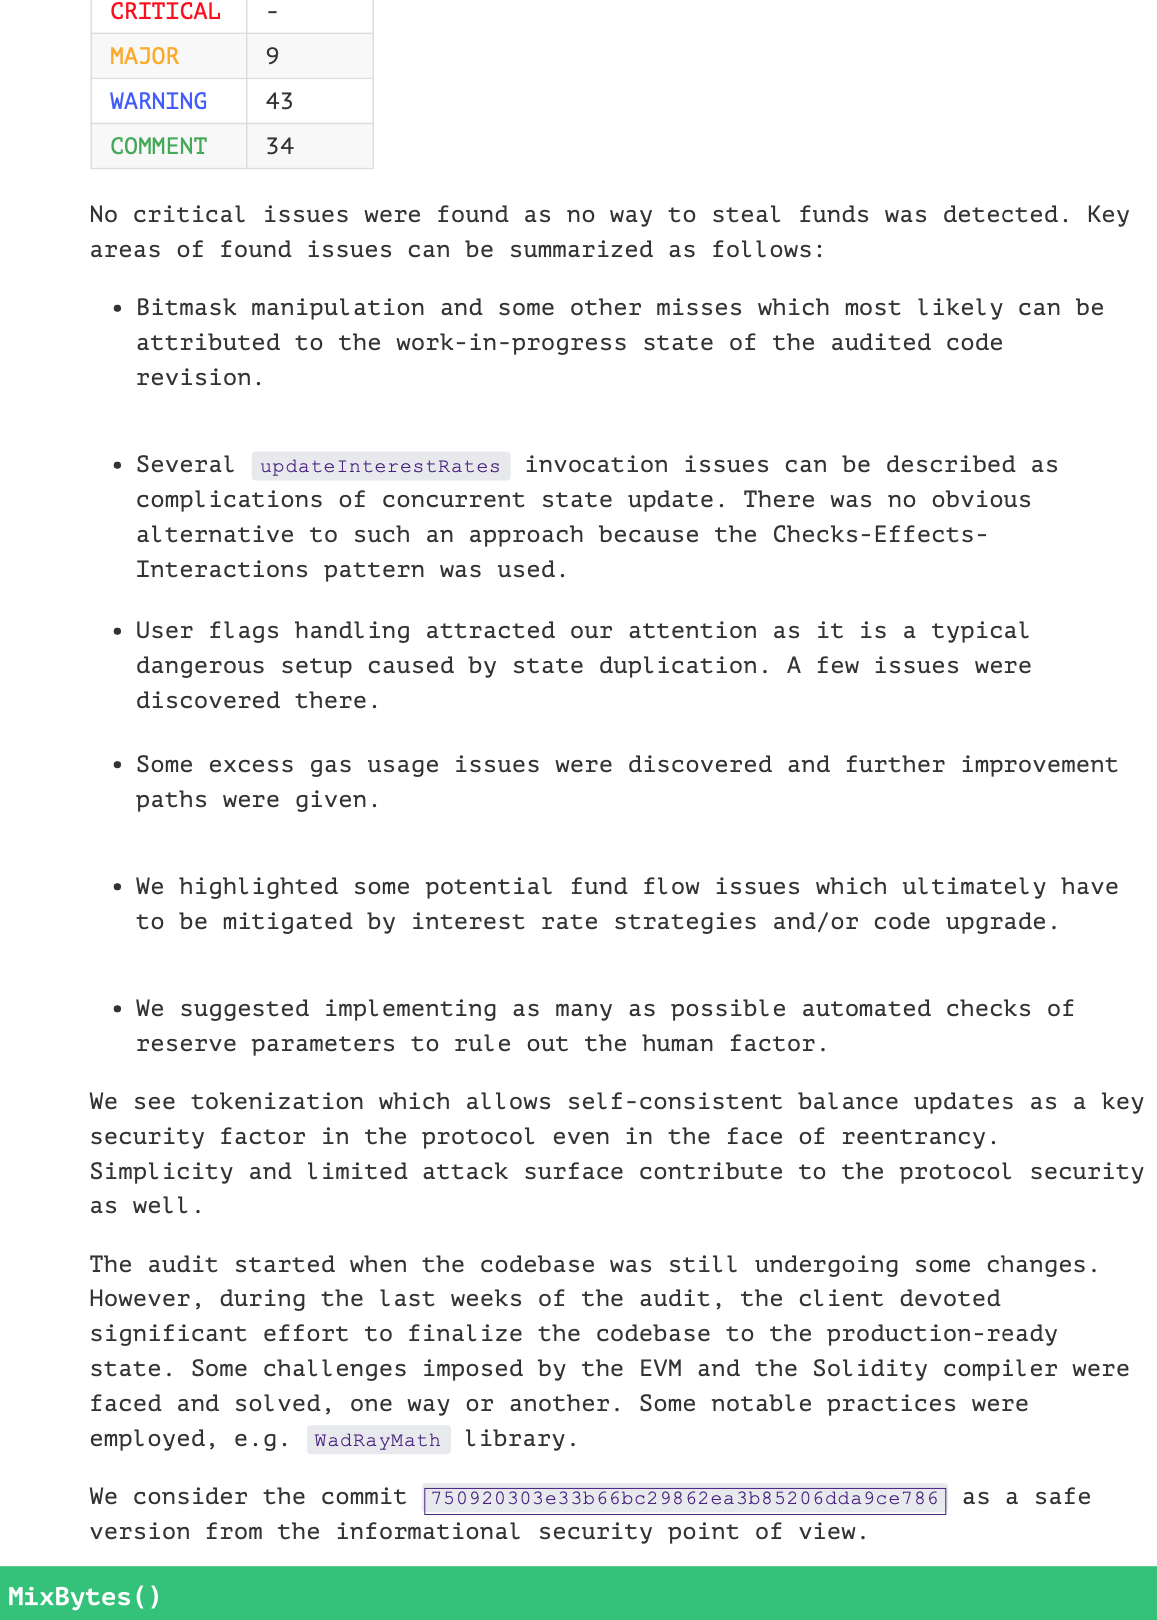 CRITICAL -
MAJOR 9
WARNING 43
COMMENT 34
No critical issues were found as no way to steal funds was detected. Key
areas of found issues can be summarized as follows:
• Bitmask manipulation and some other misses which most likely can be
attributed to the work-in-progress state of the audited code
revision.
• Several updateInterestRates invocation issues can be described as
complications of concurrent state update. There was no obvious
alternative to such an approach because the Checks-Effects-
Interactions pattern was used.
• User flags handling attracted our attention as it is a typical
dangerous setup caused by state duplication. A few issues were
discovered there.
• Some excess gas usage issues were discovered and further improvement
paths were given.
• We highlighted some potential fund flow issues which ultimately have
to be mitigated by interest rate strategies and/or code upgrade.
• We suggested implementing as many as possible automated checks of
reserve parameters to rule out the human factor.
We see tokenization which allows self-consistent balance updates as a key
security factor in the protocol even in the face of reentrancy.
Simplicity and limited attack surface contribute to the protocol security
as well.
The audit started when the codebase was still undergoing some changes.
However, during the last weeks of the audit, the client devoted
significant effort to finalize the codebase to the production-ready
state. Some challenges imposed by the EVM and the Solidity compiler were
faced and solved, one way or another. Some notable practices were
employed, e.g. WadRayMath library.
We consider the commit 750920303e33b66bc29862ea3b85206dda9ce786 as a safe
version from the informational security point of view.
MixBytes()